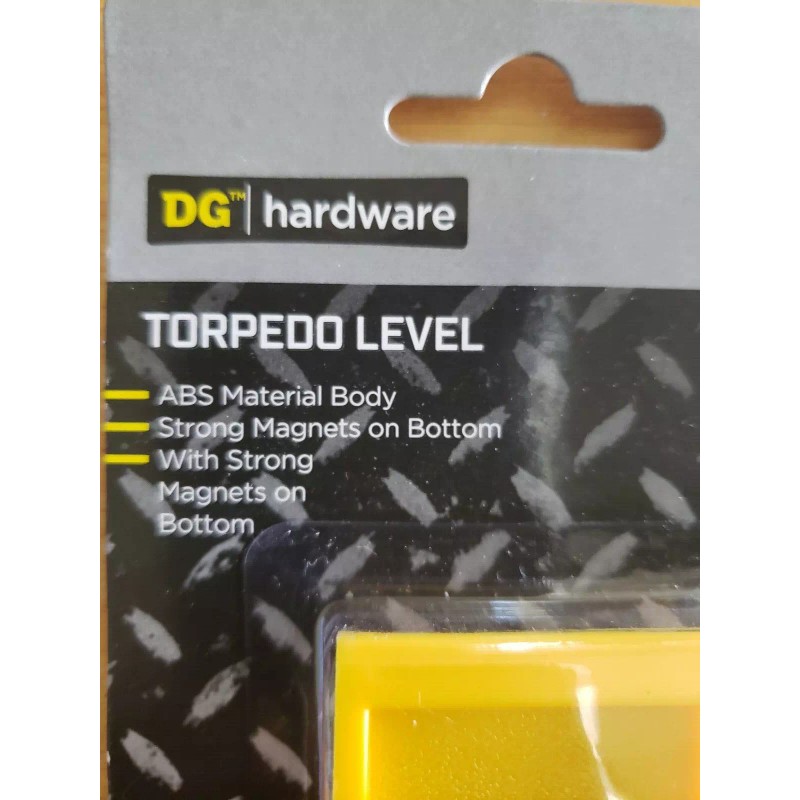 DG™ hardware
TORPEDO LEVEL
ABS Material Body
Strong Magnets on Bottom
With Strong
Magnets on
Bottom